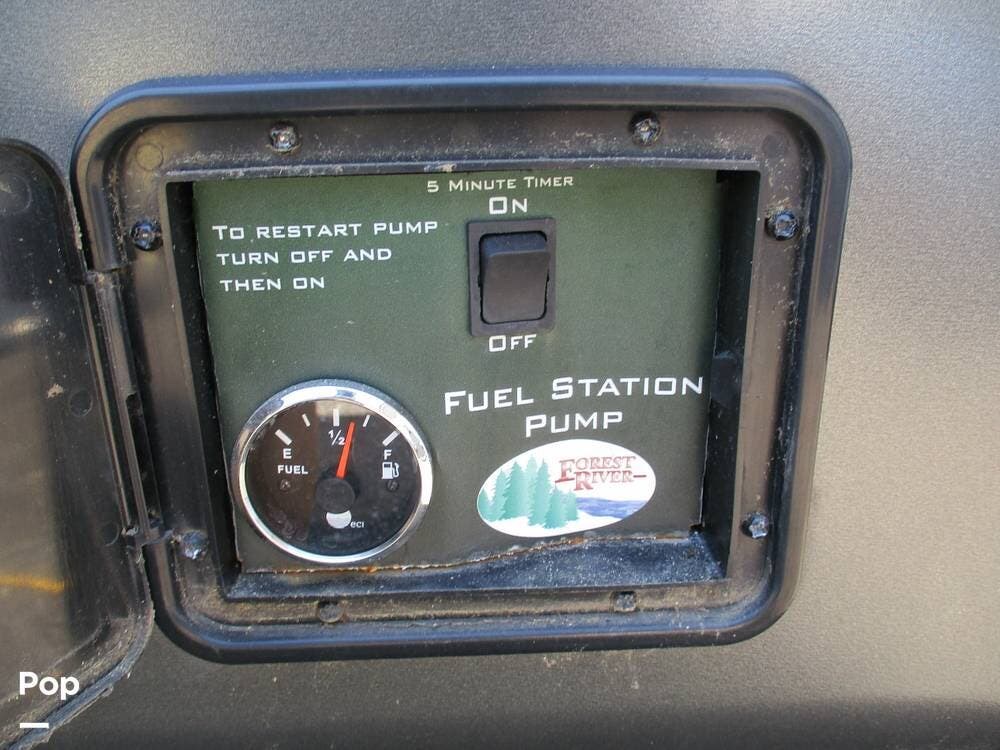 5 MINUTE TIMER
ON
TO RESTART PUMP
TURN OFF AND
THEN ON
OFF
FUEL STATION
PUMP
1/2
E
F
FUEL
eci
FOREST
RIVER
Pop